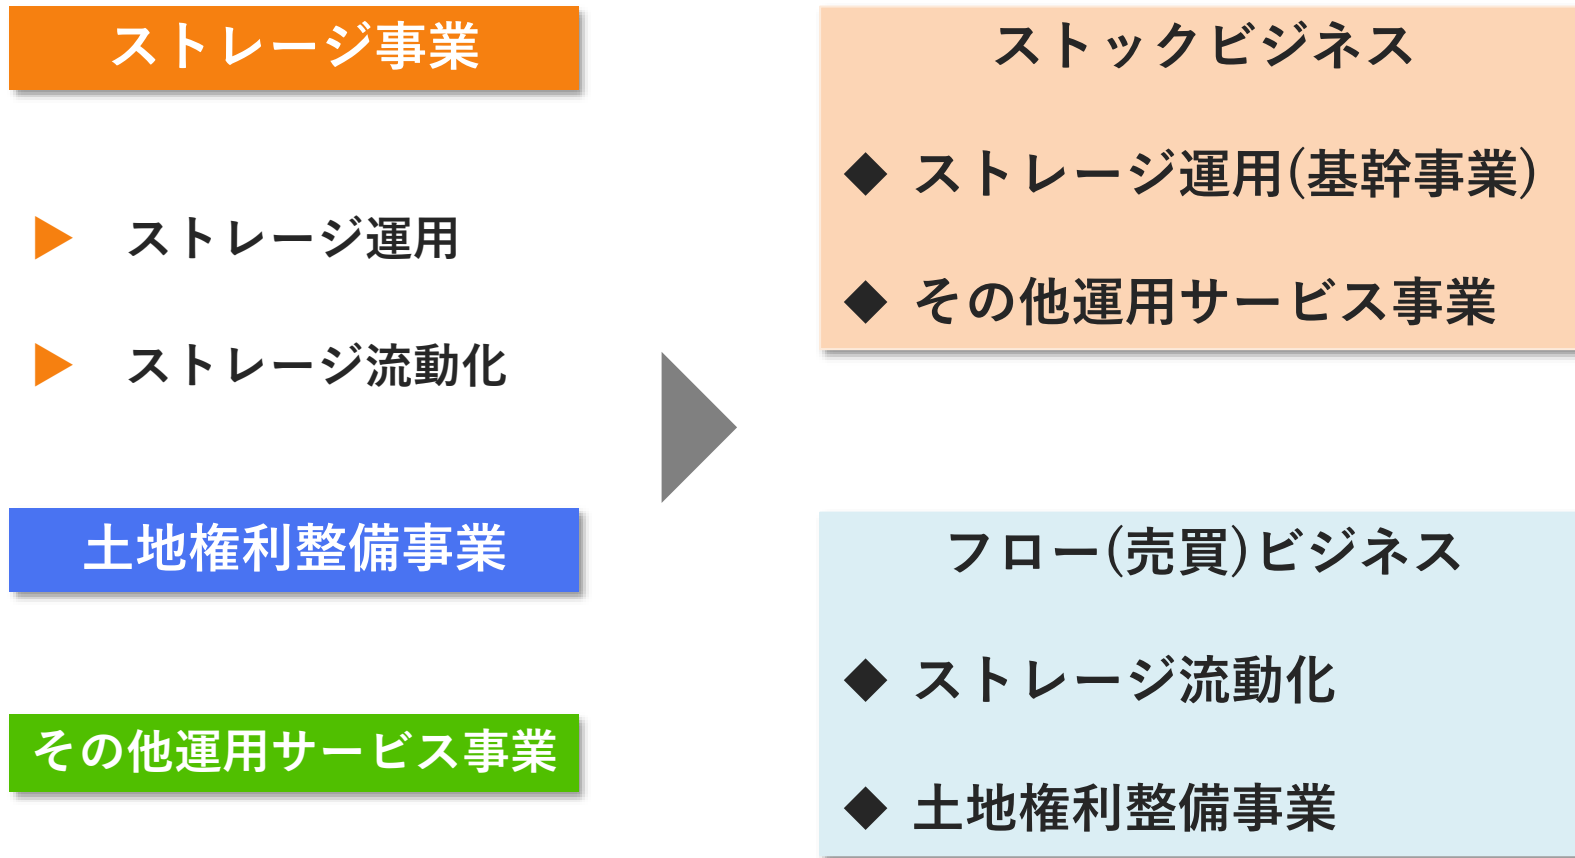 ストレージ事業
▶ ストレージ運用
▶ ストレージ流動化
土地権利整備事業
その他運用サービス事業
ストックビジネス
◆ ストレージ運用(基幹事業)
◆ その他運用サービス事業
フロー(売買)ビジネス
◆ ストレージ流動化
◆ 土地権利整備事業